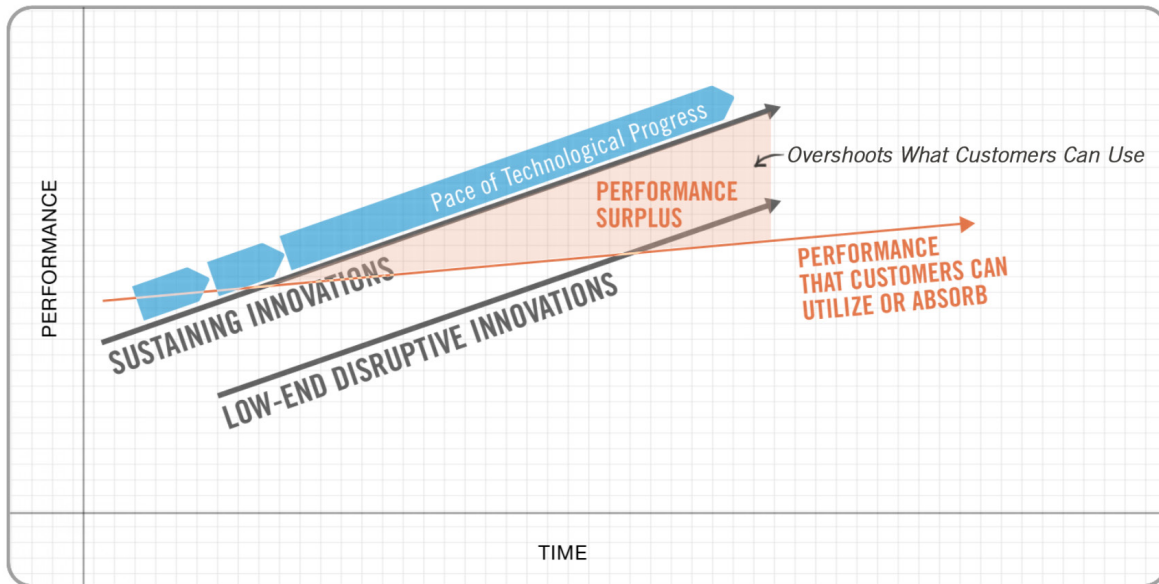 Pace of Technological Progress
Overshoots What Customers Can Use
PERFORMANCE
SURPLUS
PERFORMANCE
SUSTAINING INNOVATIONS
LOW-END DISRUPTIVE INNOVATIONS
PERFORMANCE
THAT CUSTOMERS CAN
UTILIZE OR ABSORB
TIME